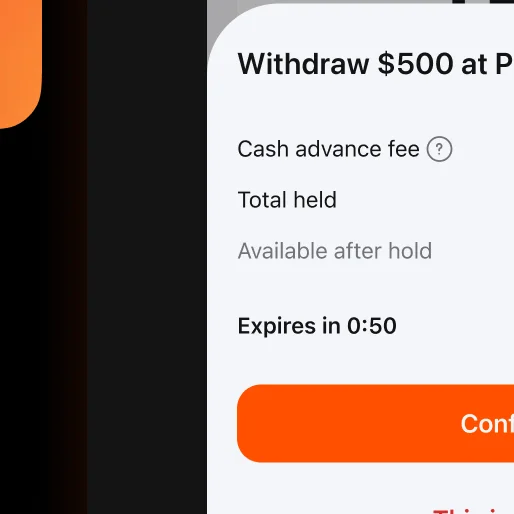 Withdraw $500 at P
Cash advance fee ?
Total held
Available after hold
Expires in 0:50
Conf